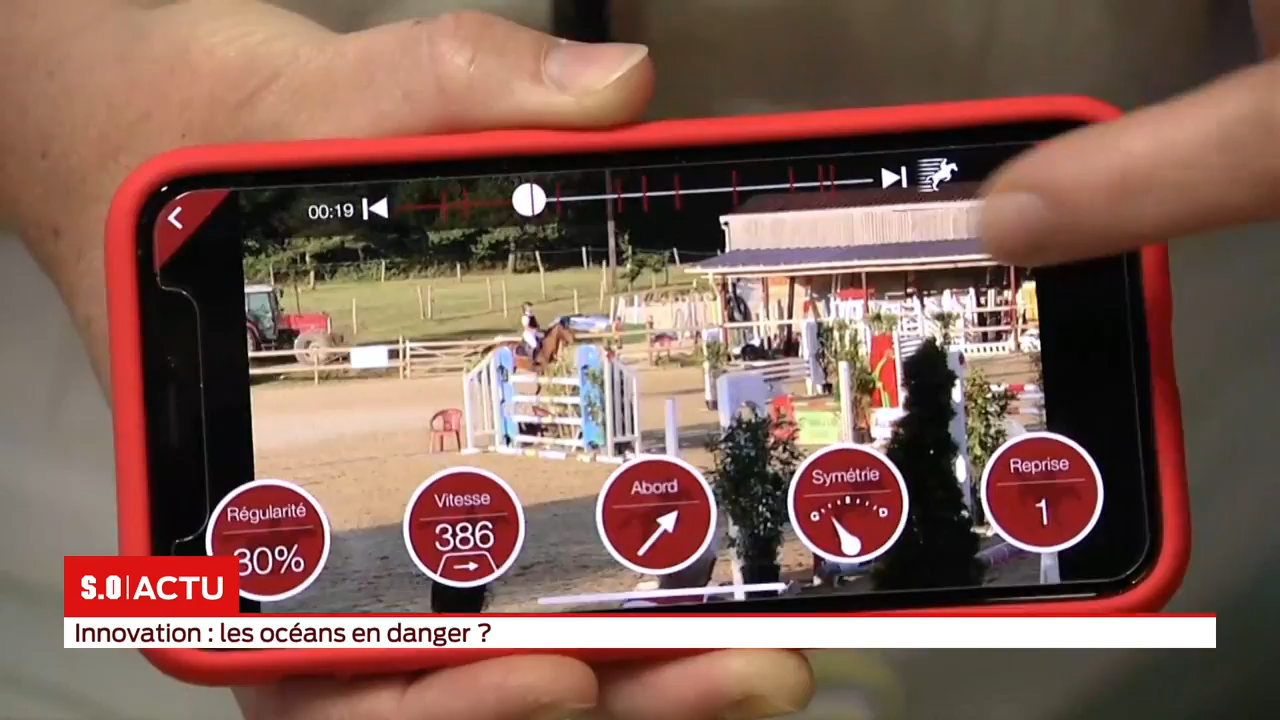 00:19
Régularité
30%
Vitesse
386
Abord
Symétrie
G S D
Reprise
1
S.O ACTU
Innovation : les océans en danger ?